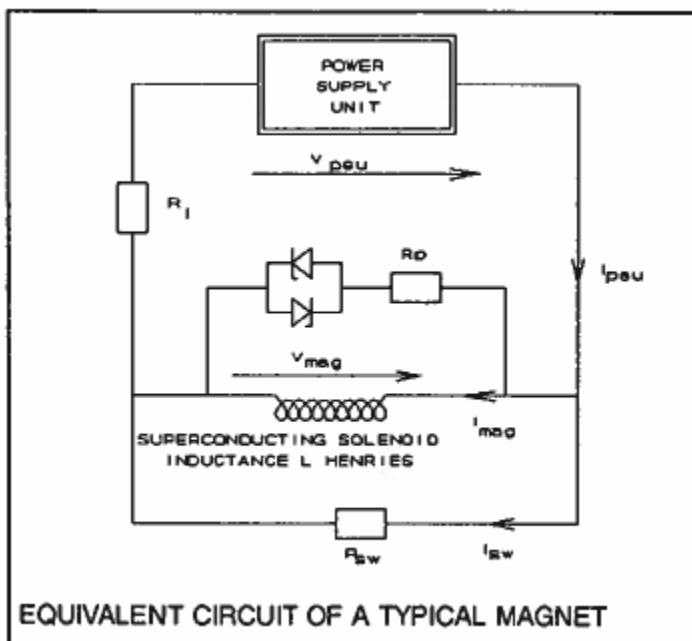 POWER
SUPPLY
UNIT
V psu
R l
I psu
Rp
V mag
I mag
SUPERCONDUCTING SOLENOID
INDUCTANCE L HENRIES
R sw
I sw
EQUIVALENT CIRCUIT OF A TYPICAL MAGNET